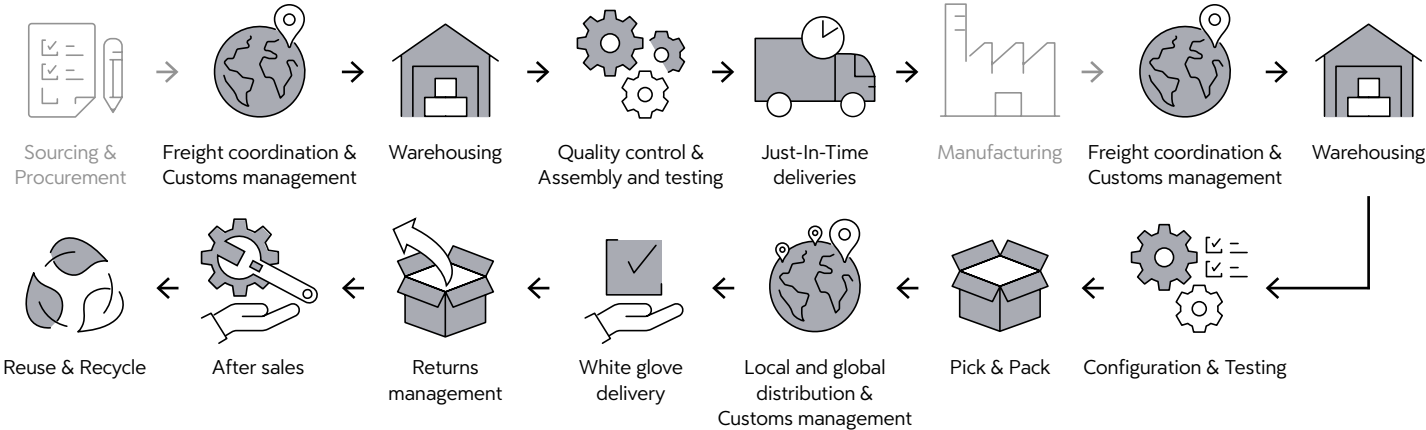 Sourcing &
Procurement
Freight coordination &
Customs management
Warehousing
Quality control &
Assembly and testing
Just-In-Time
deliveries
Manufacturing
Freight coordination &
Customs management
Warehousing
Reuse & Recycle
After sales
Returns
management
White glove
delivery
Local and global
distribution &
Customs management
Pick & Pack
Configuration & Testing